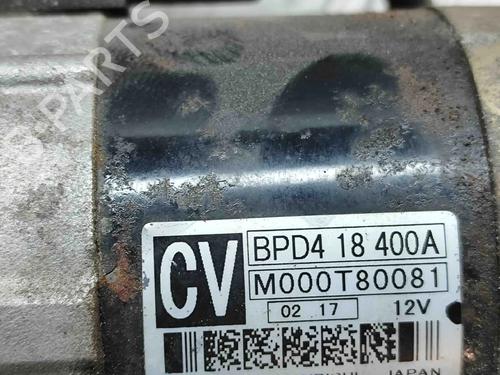 B-PARTS
CV
BPD4 18 400A
M000T80081
02 17 12V
JAPAN